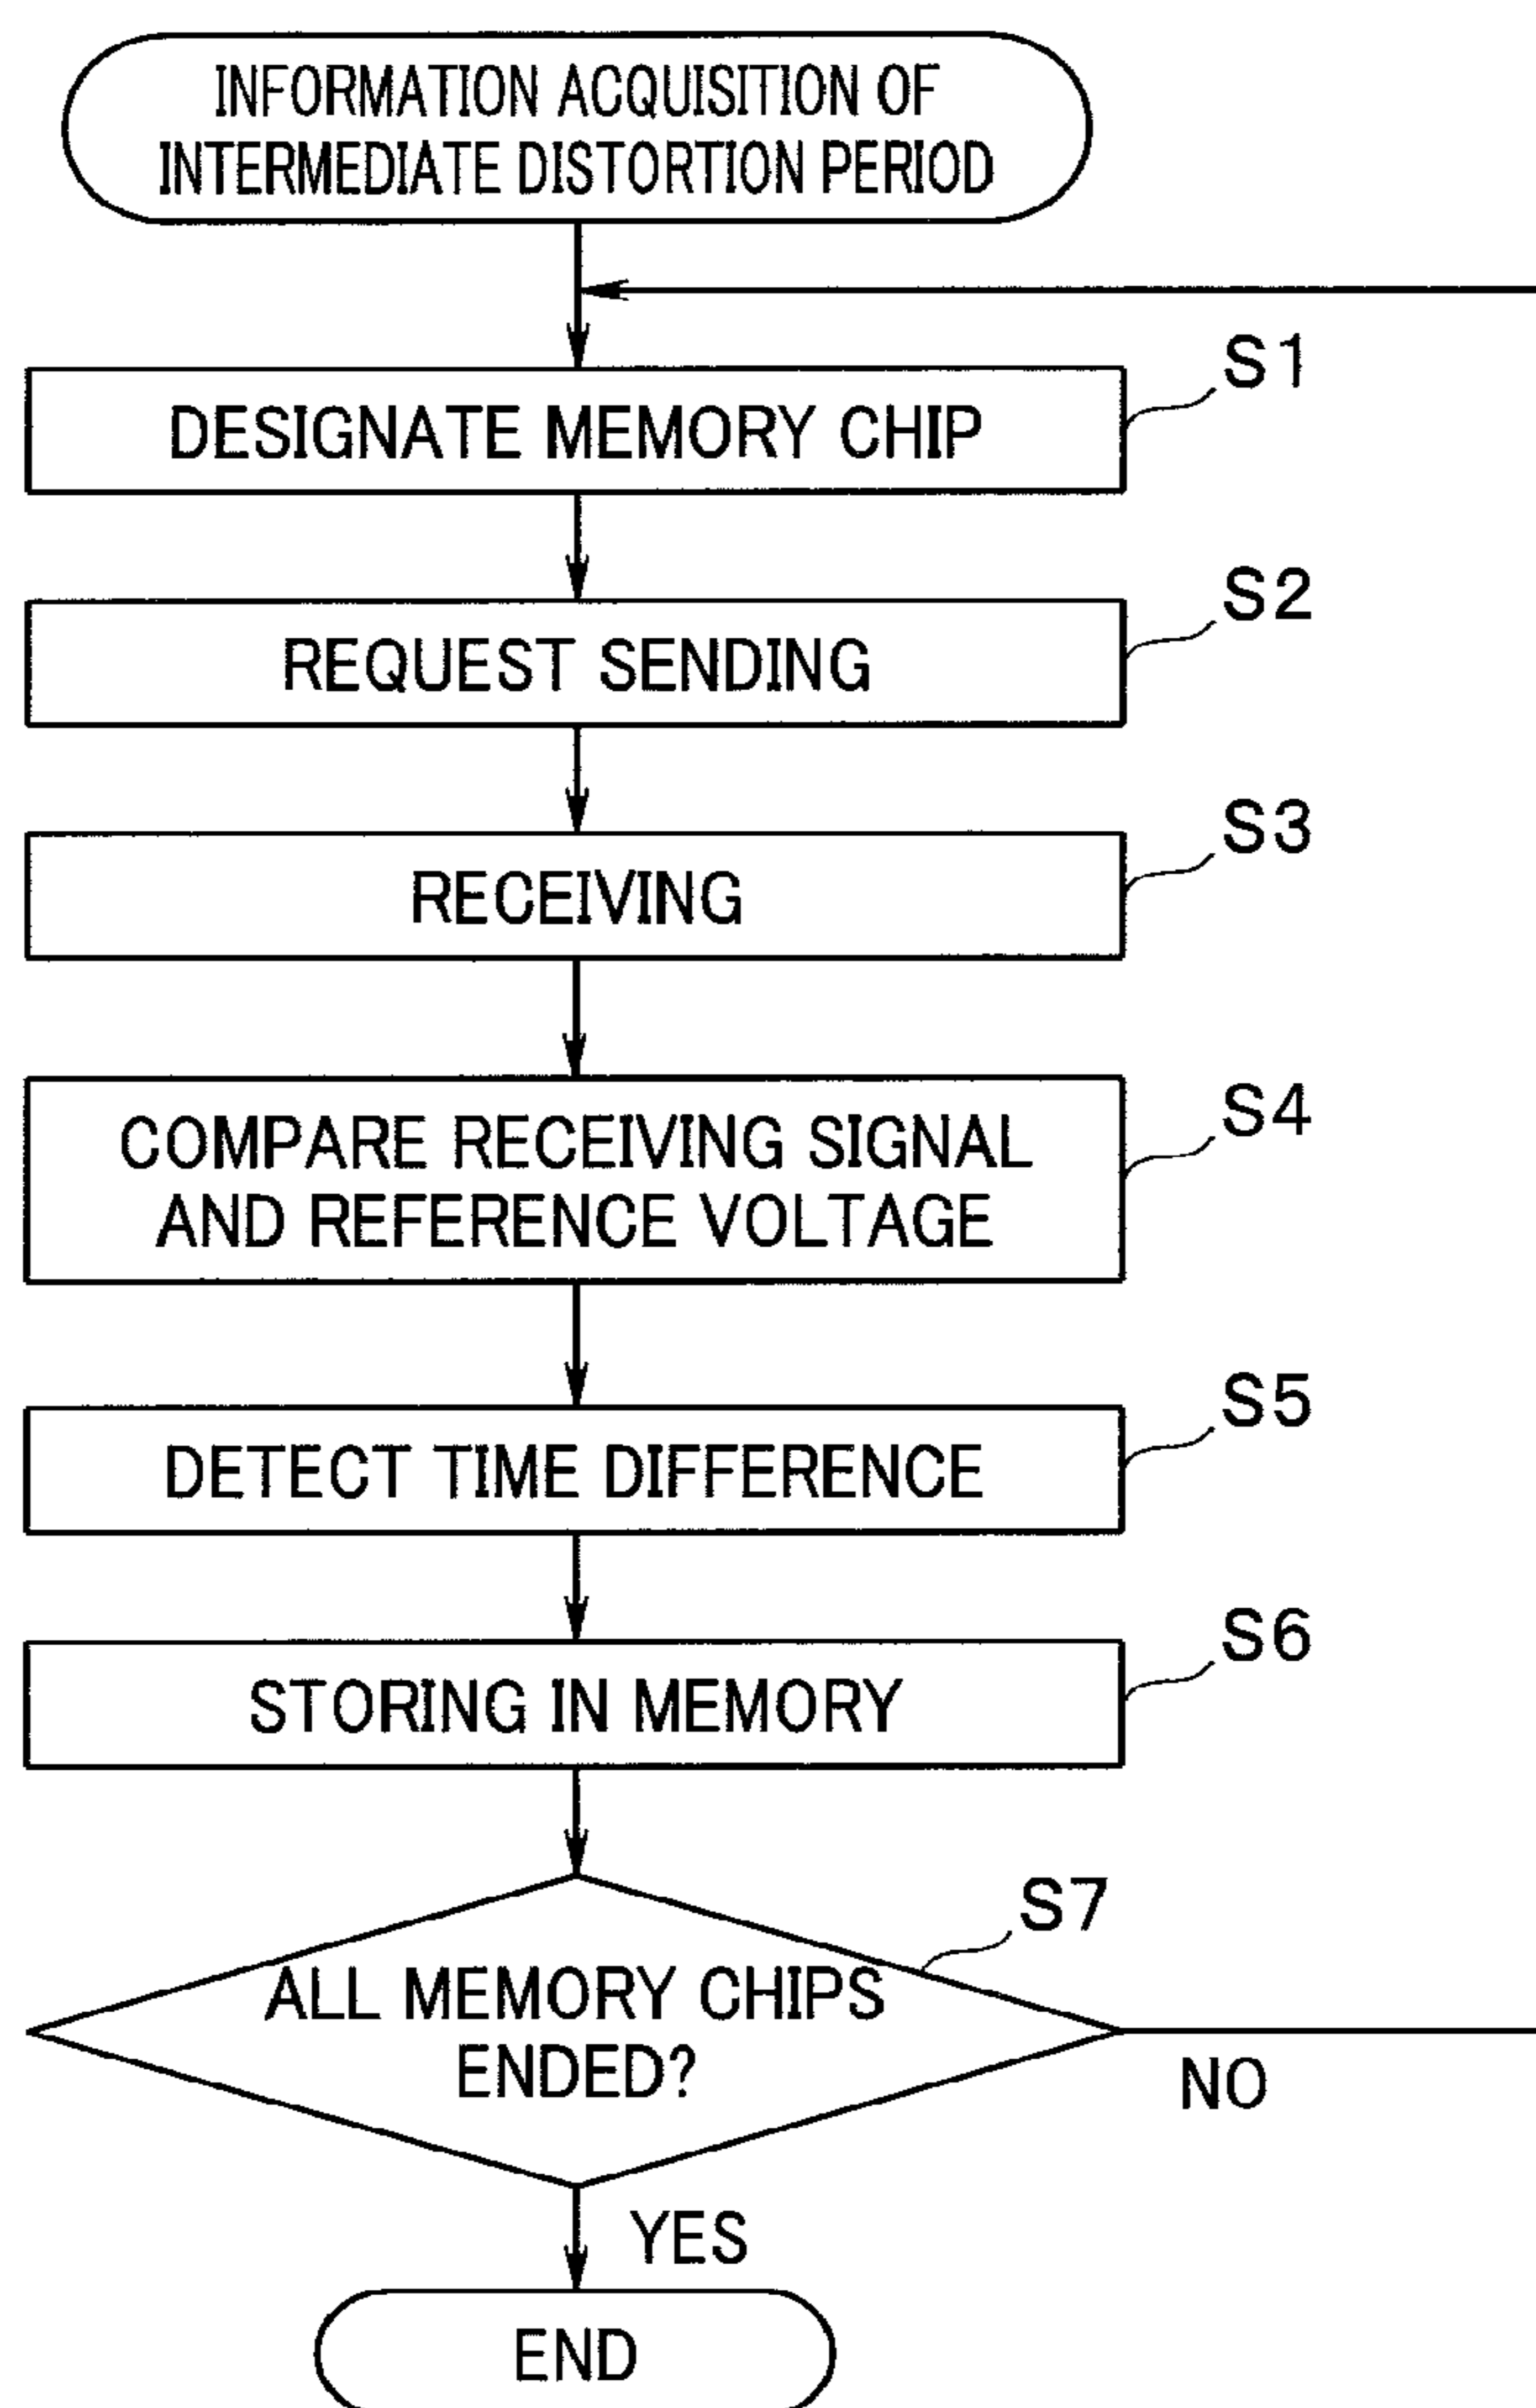 INFORMATION ACQUISITION OF
INTERMEDIATE DISTORTION PERIOD
S1
DESIGNATE MEMORY CHIP
S2
REQUEST SENDING
S3
RECEIVING
S4
COMPARE RECEIVING SIGNAL
AND REFERENCE VOLTAGE
S5
DETECT TIME DIFFERENCE
S6
STORING IN MEMORY
S7
ALL MEMORY CHIPS
ENDED?
NO
YES
END